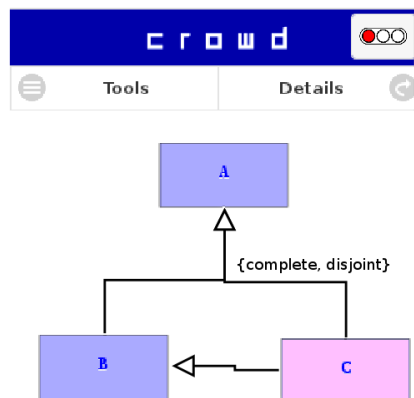 crowd
Tools
Details
A
{complete, disjoint}
B
C